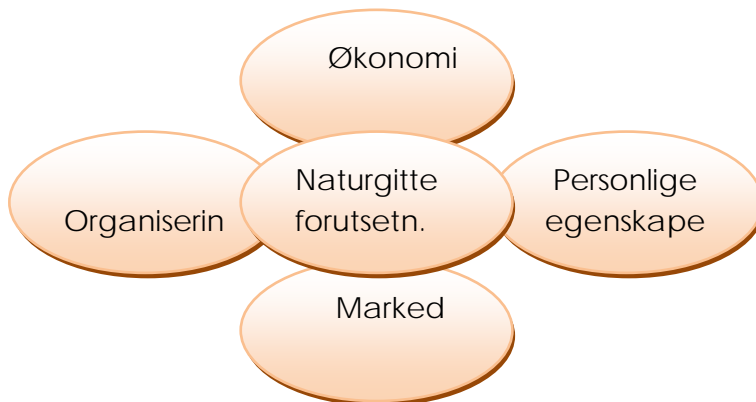 Økonomi
Organiserin
Naturgitte
forutsetn.
Personlige
egenskape
Marked